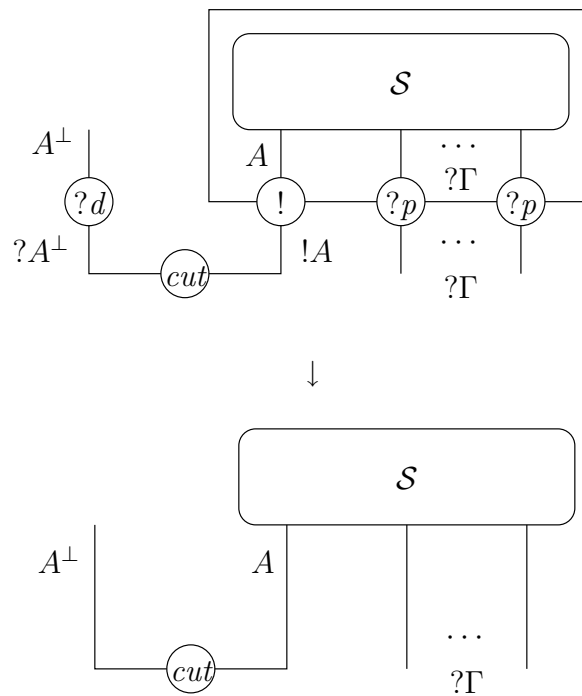 𝒮
A^⊥ A ⋯
?Γ
?d ! ?p ?p
?A^⊥ !A ⋯
cut ?Γ
↓
𝒮
A^⊥ A
⋯
cut ?Γ